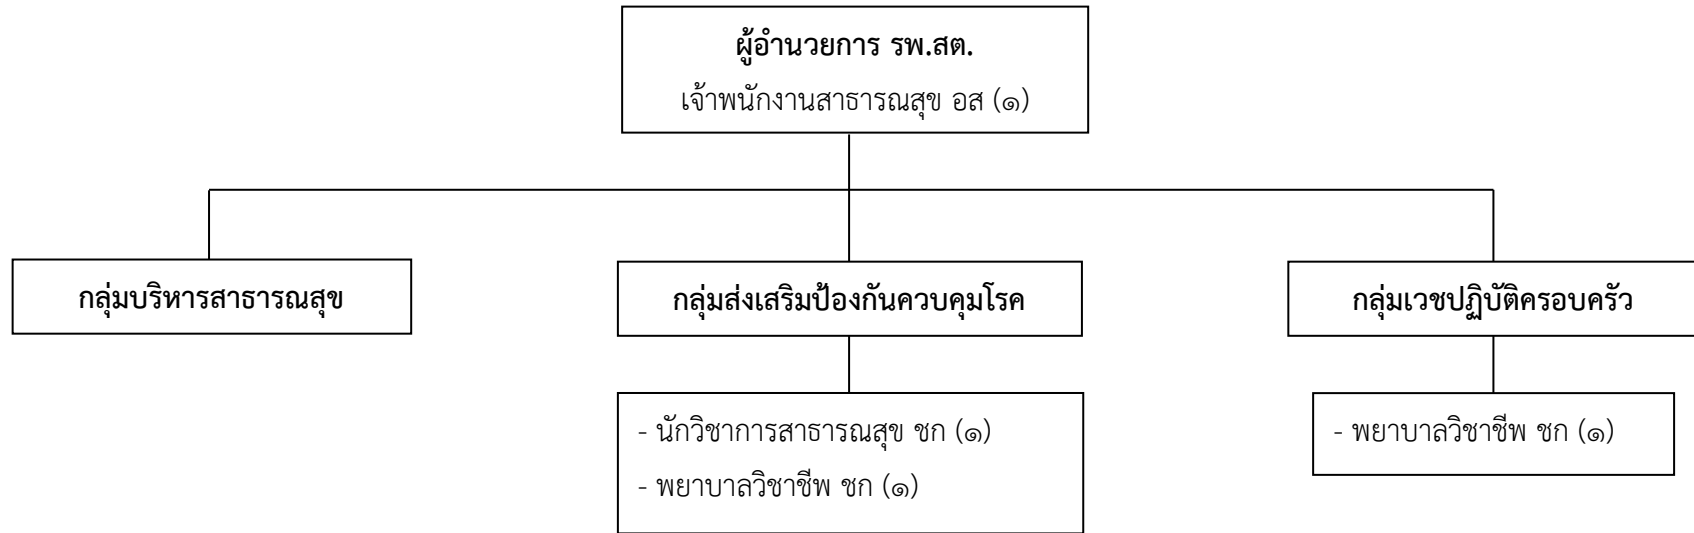 ผู้อำนวยการ รพ.สต.
เจ้าพนักงานสาธารณสุข อส (๑)
กลุ่มบริหารสาธารณสุข
กลุ่มส่งเสริมป้องกันควบคุมโรค
กลุ่มเวชปฏิบัติครอบครัว
- นักวิชาการสาธารณสุข ชก (๑)
- พยาบาลวิชาชีพ ชก (๑)
- พยาบาลวิชาชีพ ชก (๑)